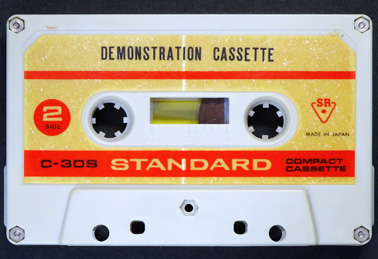 DEMONSTRATION CASSETTE
2
SIDE
SR
MADE IN JAPAN
C-30S STANDARD COMPACT
CASSETTE